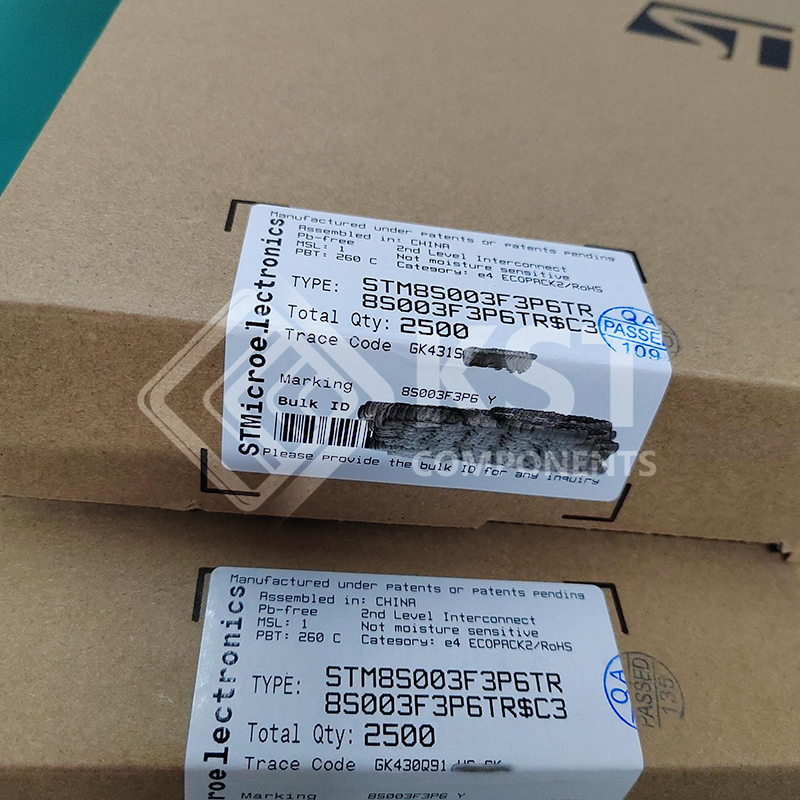 ST
Manufactured under patents or patents pending
Assembled in: CHINA
Pb-free 2nd Level Interconnect
MSL: 1 Not moisture sensitive
PBT: 260 C Category: e4 ECOPACK2/RoHS
TYPE: STM8S003F3P6TR
8S003F3P6TR$C3
Total Qty: 2500
Trace Code GK431S
Marking 8S003F3P6 Y
Bulk ID
Please provide the bulk ID for any inquiry
STMicroelectronics
QA
PASSED
109
KST
COMPONENTS
Manufactured under patents or patents pending
Assembled in: CHINA
Pb-free 2nd Level Interconnect
MSL: 1 Not moisture sensitive
PBT: 260 C Category: e4 ECOPACK2/RoHS
TYPE: STM8S003F3P6TR
8S003F3P6TR$C3
Total Qty: 2500
Trace Code GK430Q91
Marking 8S003F3P6 Y
roelectronics
QA
PASSED
135